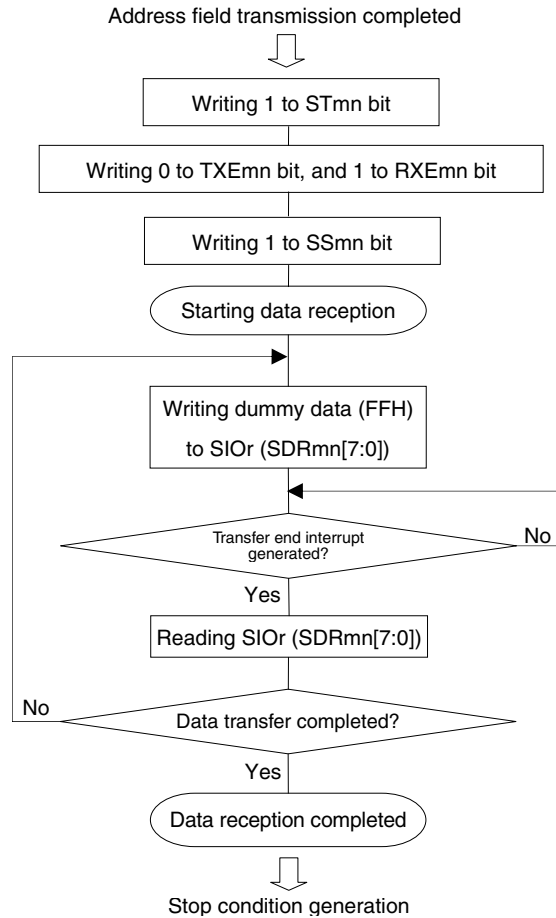 Address field transmission completed
Writing 1 to STmn bit
Writing 0 to TXEmn bit, and 1 to RXEmn bit
Writing 1 to SSmn bit
Starting data reception
Writing dummy data (FFH)
to SIOr (SDRmn[7:0])
Transfer end interrupt
generated?
No
Yes
Reading SIOr (SDRmn[7:0])
No
Data transfer completed?
Yes
Data reception completed
Stop condition generation